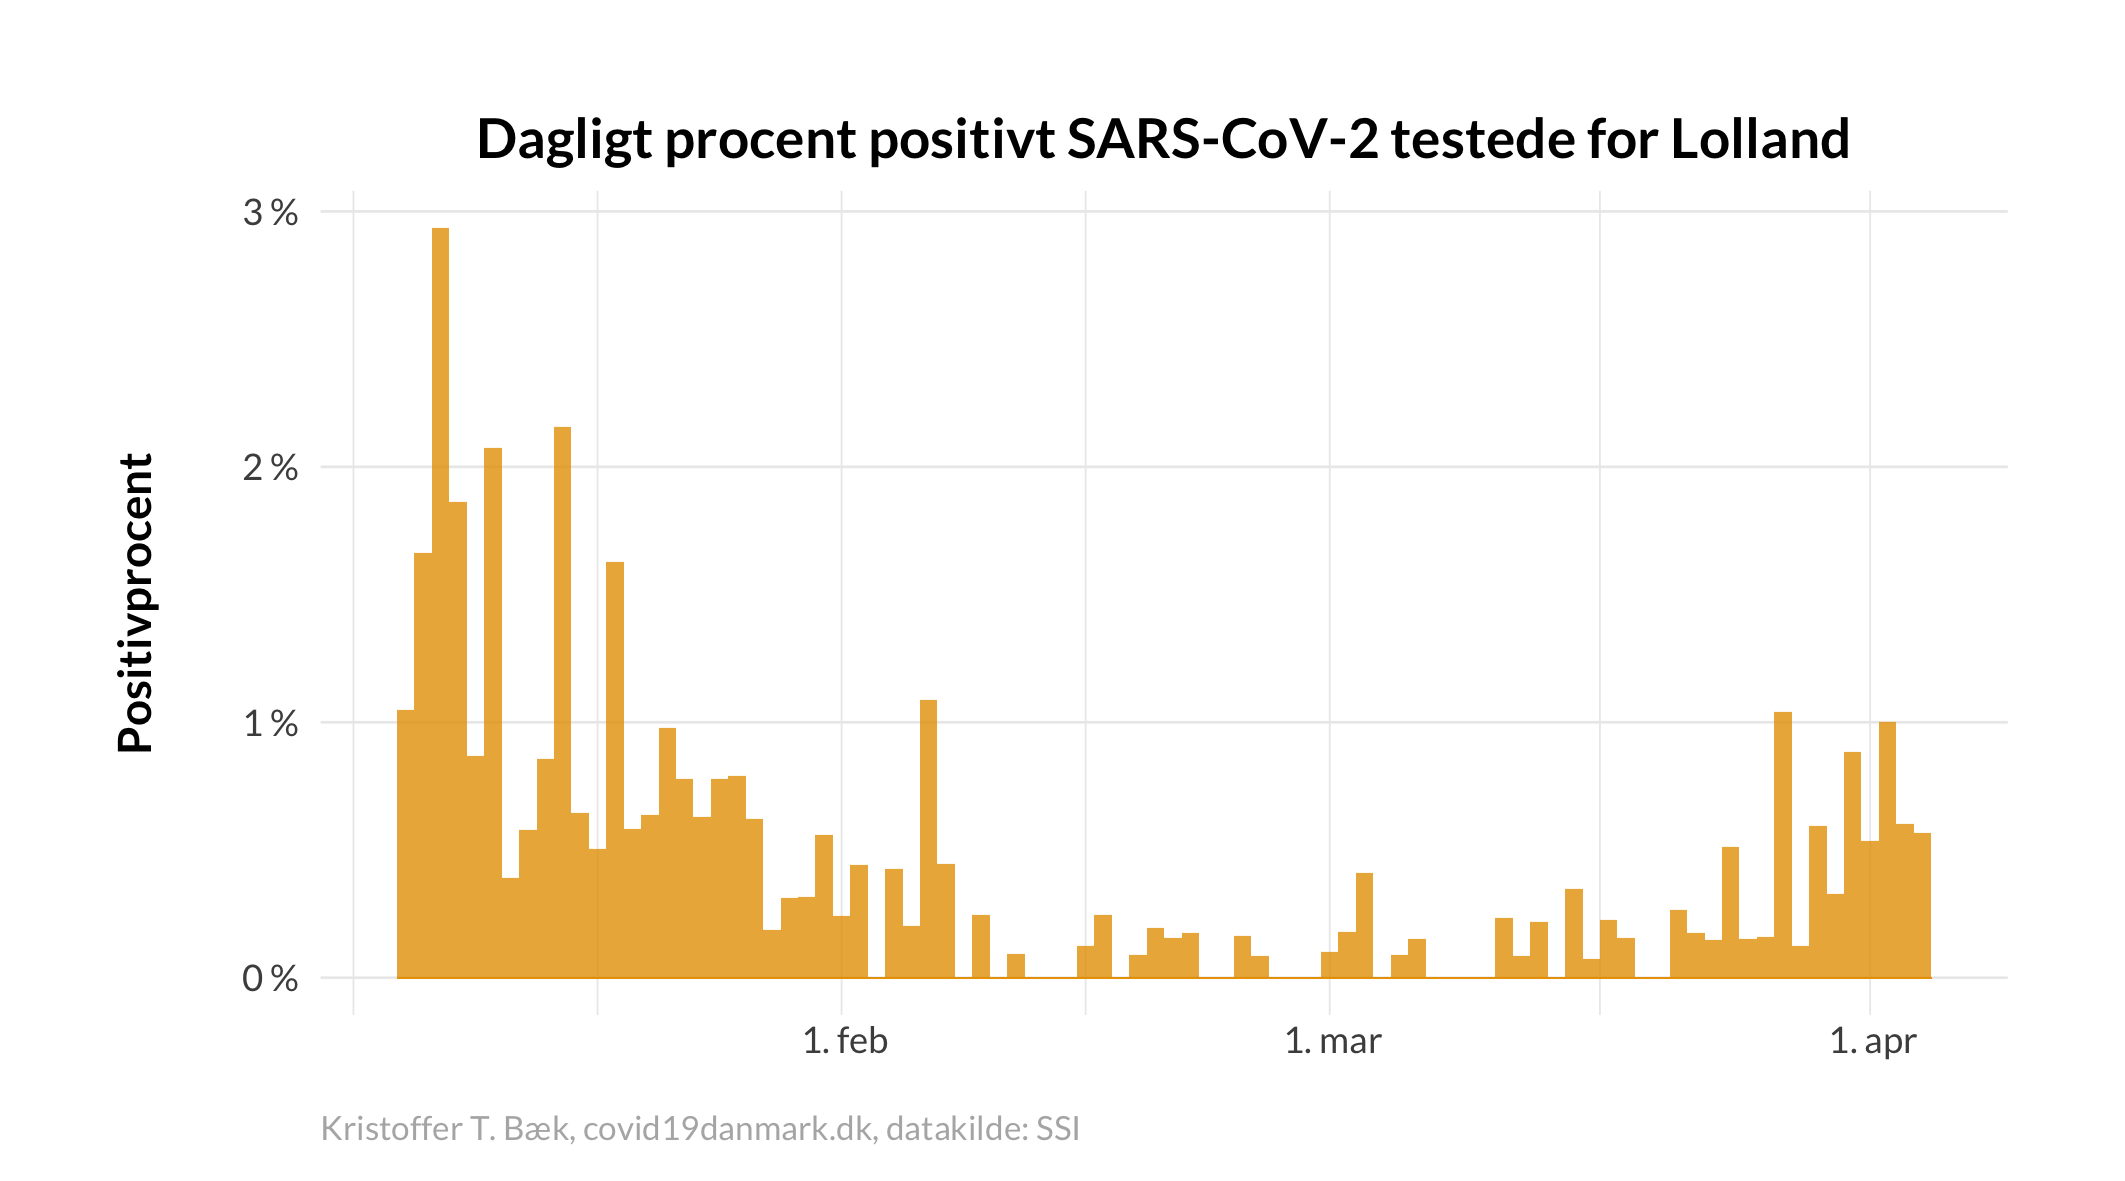 Dagligt procent positivt SARS-CoV-2 testede for Lolland
Positivprocent
3 %
2 %
1 %
0 %
1. feb
1. mar
1. apr
Kristoffer T. Bæk, covid19danmark.dk, datakilde: SSI